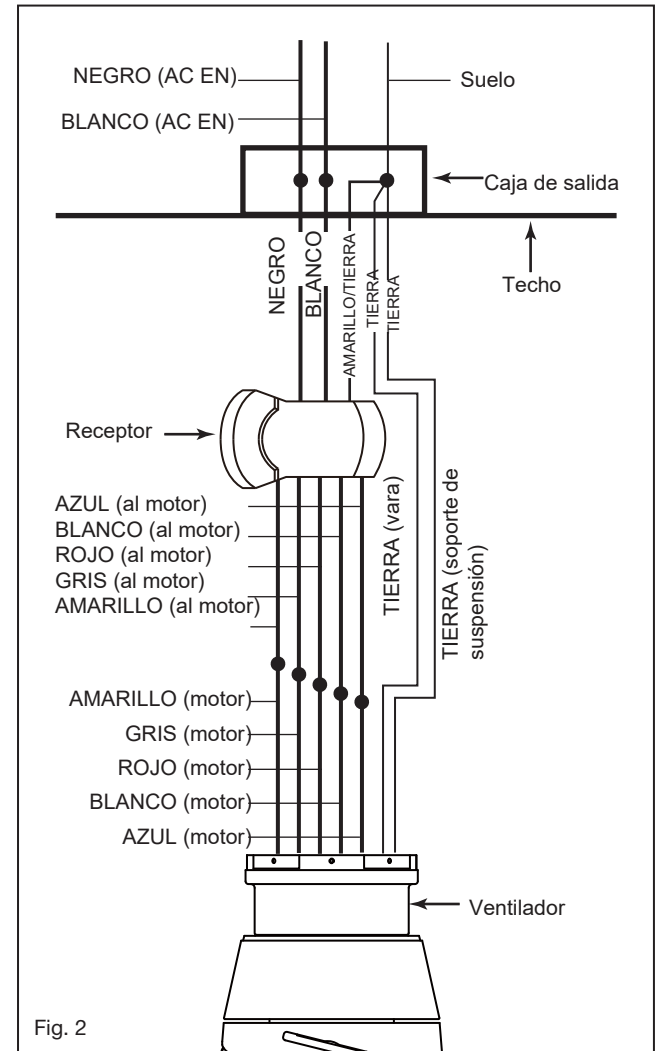 NEGRO (AC EN)
Suelo
BLANCO (AC EN)
Caja de salida
Techo
NEGRO
BLANCO
AMARILLO/TIERRA
TIERRA
TIERRA
Receptor
AZUL (al motor)
BLANCO (al motor)
ROJO (al motor)
GRIS (al motor)
AMARILLO (al motor)
TIERRA (vara)
TIERRA (soporte de
suspensión)
AMARILLO (motor)
GRIS (motor)
ROJO (motor)
BLANCO (motor)
AZUL (motor)
Ventilador
Fig. 2